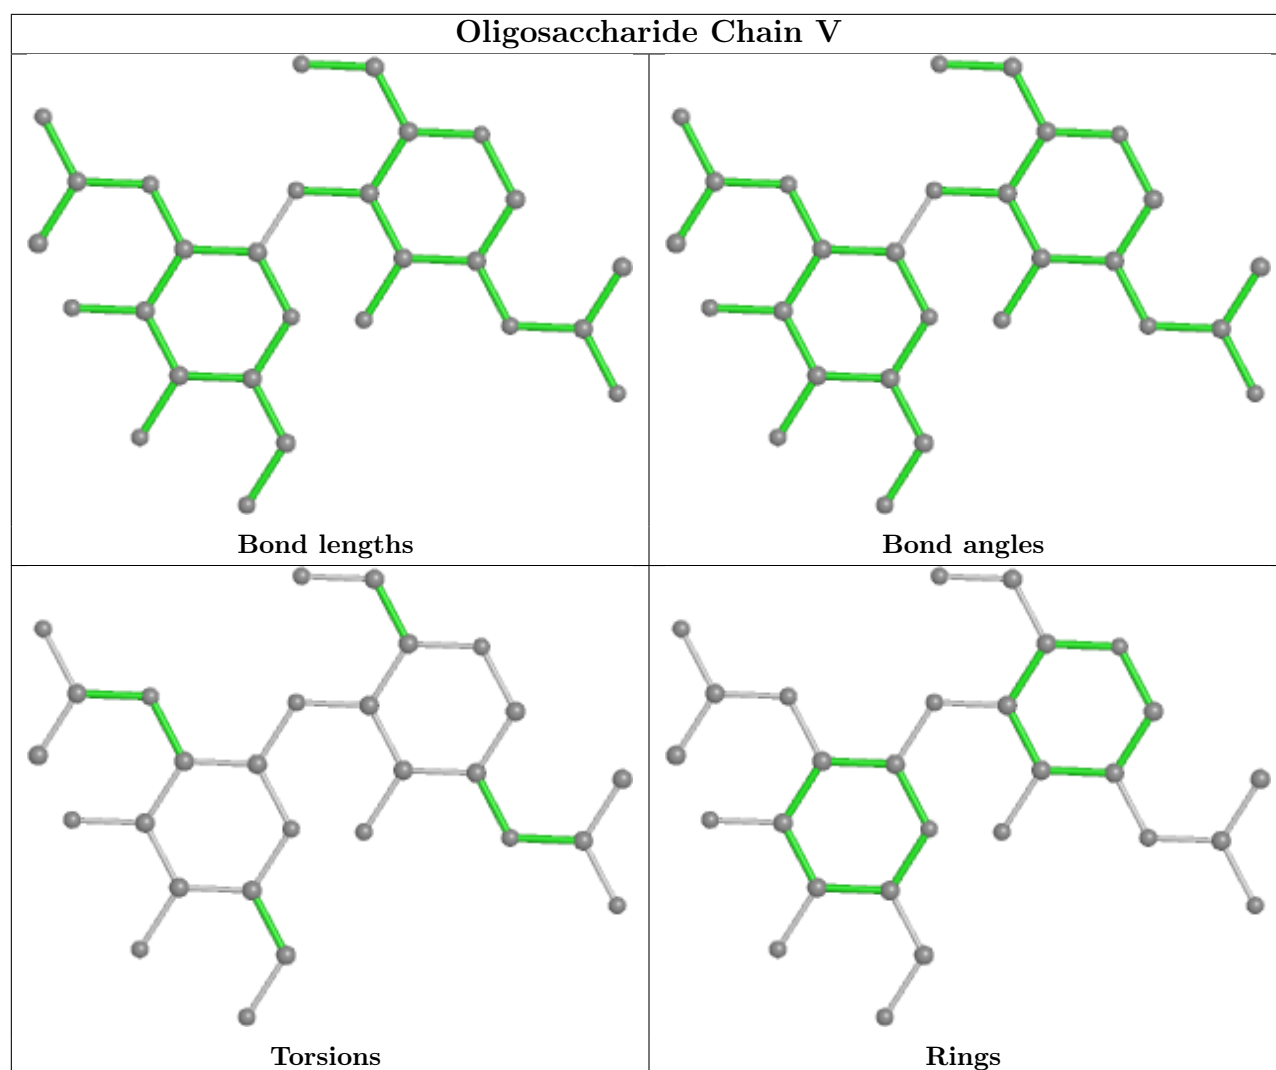 Oligosaccharide Chain V
Bond lengths
Bond angles
Torsions
Rings